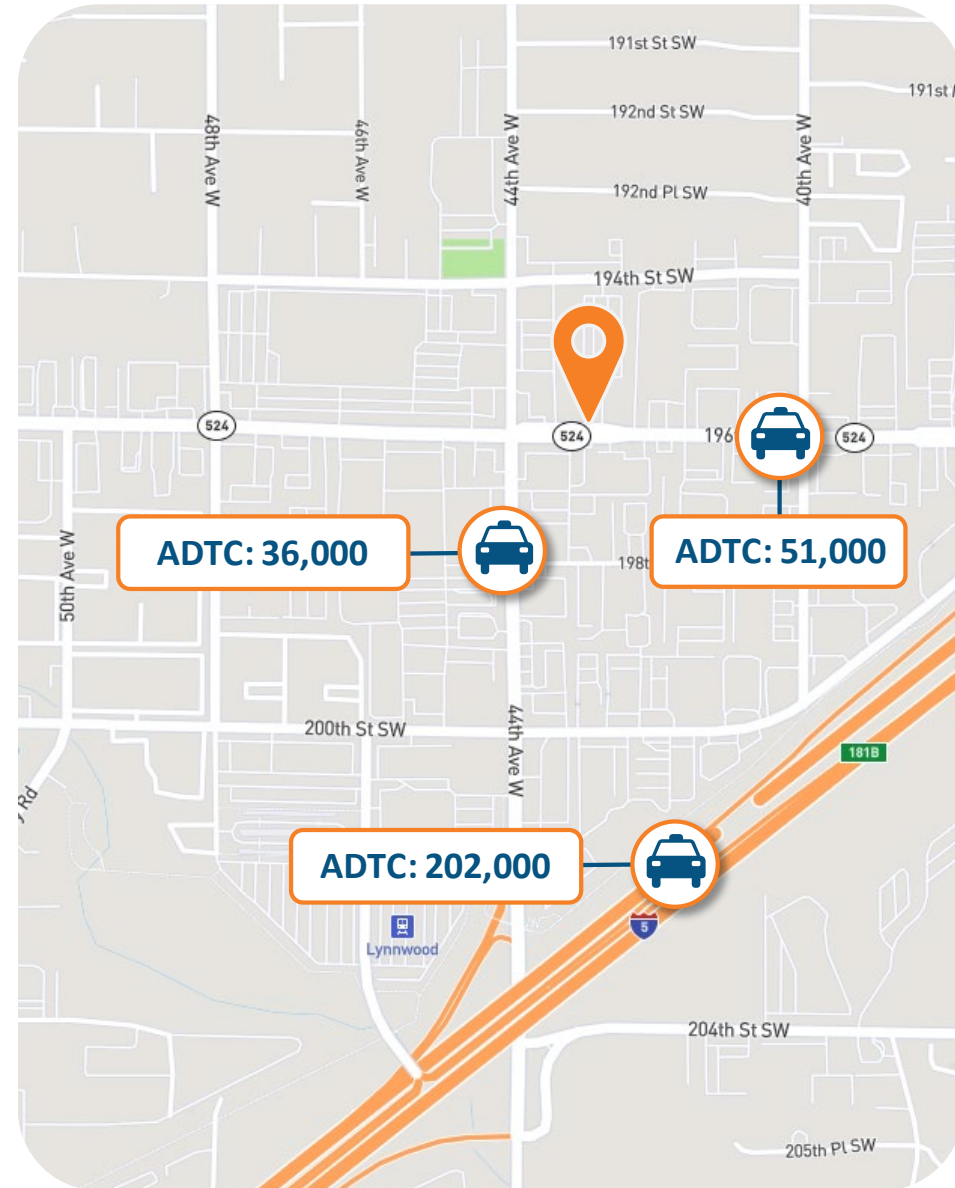 191st St SW
191st
192nd St SW
48th Ave W
46th Ave W
44th Ave W
40th Ave W
192nd Pl SW
194th St SW
524
524
196
524
ADTC: 36,000
ADTC: 51,000
198t
50th Ave W
200th St SW
44th Ave W
181B
Rd
ADTC: 202,000
5
Lynnwood
204th St SW
205th Pl SW